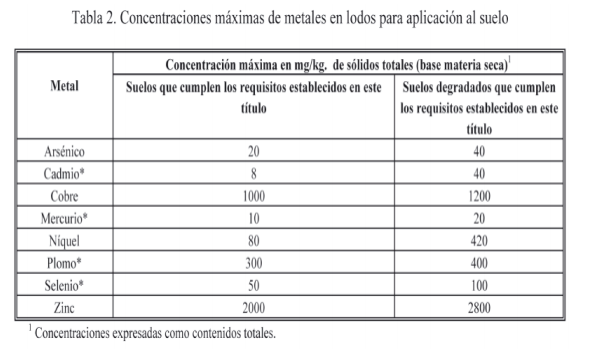 Tabla 2. Concentraciones máximas de metales en lodos para aplicación al suelo
Metal
Concentración máxima en mg/kg. de sólidos totales (base materia seca)¹
Suelos que cumplen los requisitos establecidos en este
título
Suelos degradados que cumplen
los requisitos establecidos en este
título
Arsénico 20 40
Cadmio* 8 40
Cobre 1000 1200
Mercurio* 10 20
Níquel 80 420
Plomo* 300 400
Selenio* 50 100
Zinc 2000 2800
¹ Concentraciones expresadas como contenidos totales.